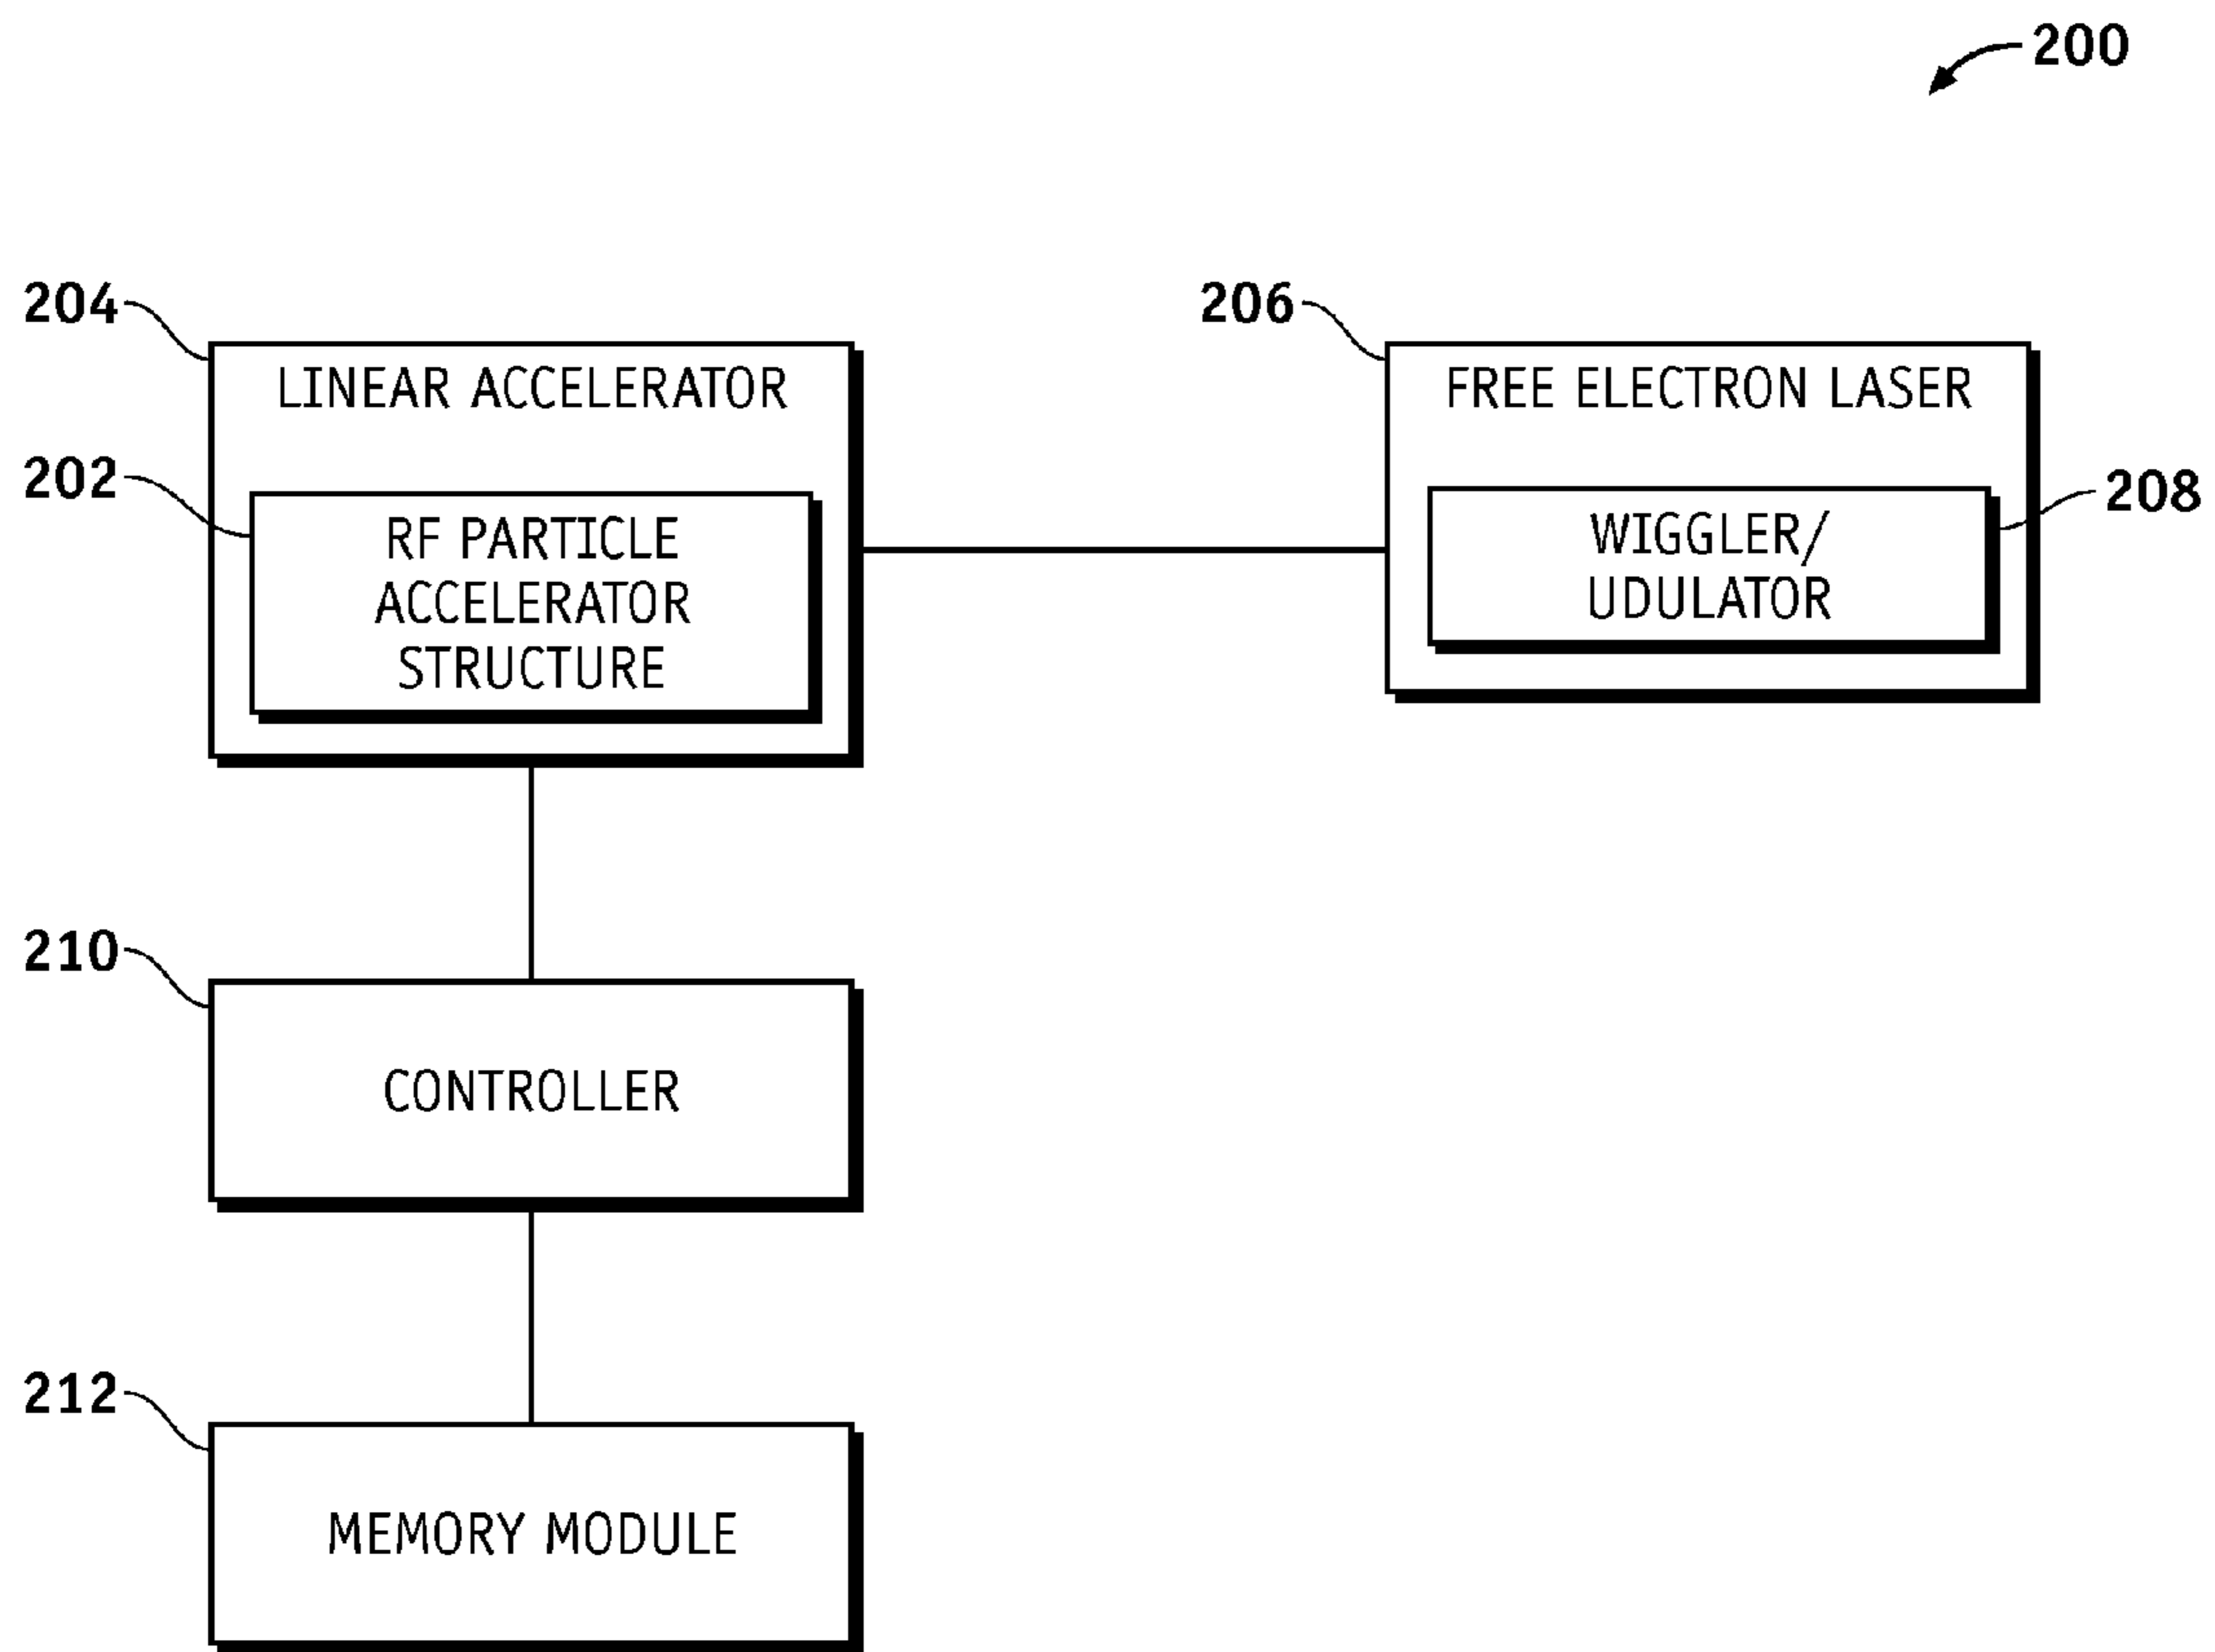 200
204
LINEAR ACCELERATOR
202
RF PARTICLE
ACCELERATOR
STRUCTURE
206
FREE ELECTRON LASER
208
WIGGLER/
UDULATOR
210
CONTROLLER
212
MEMORY MODULE